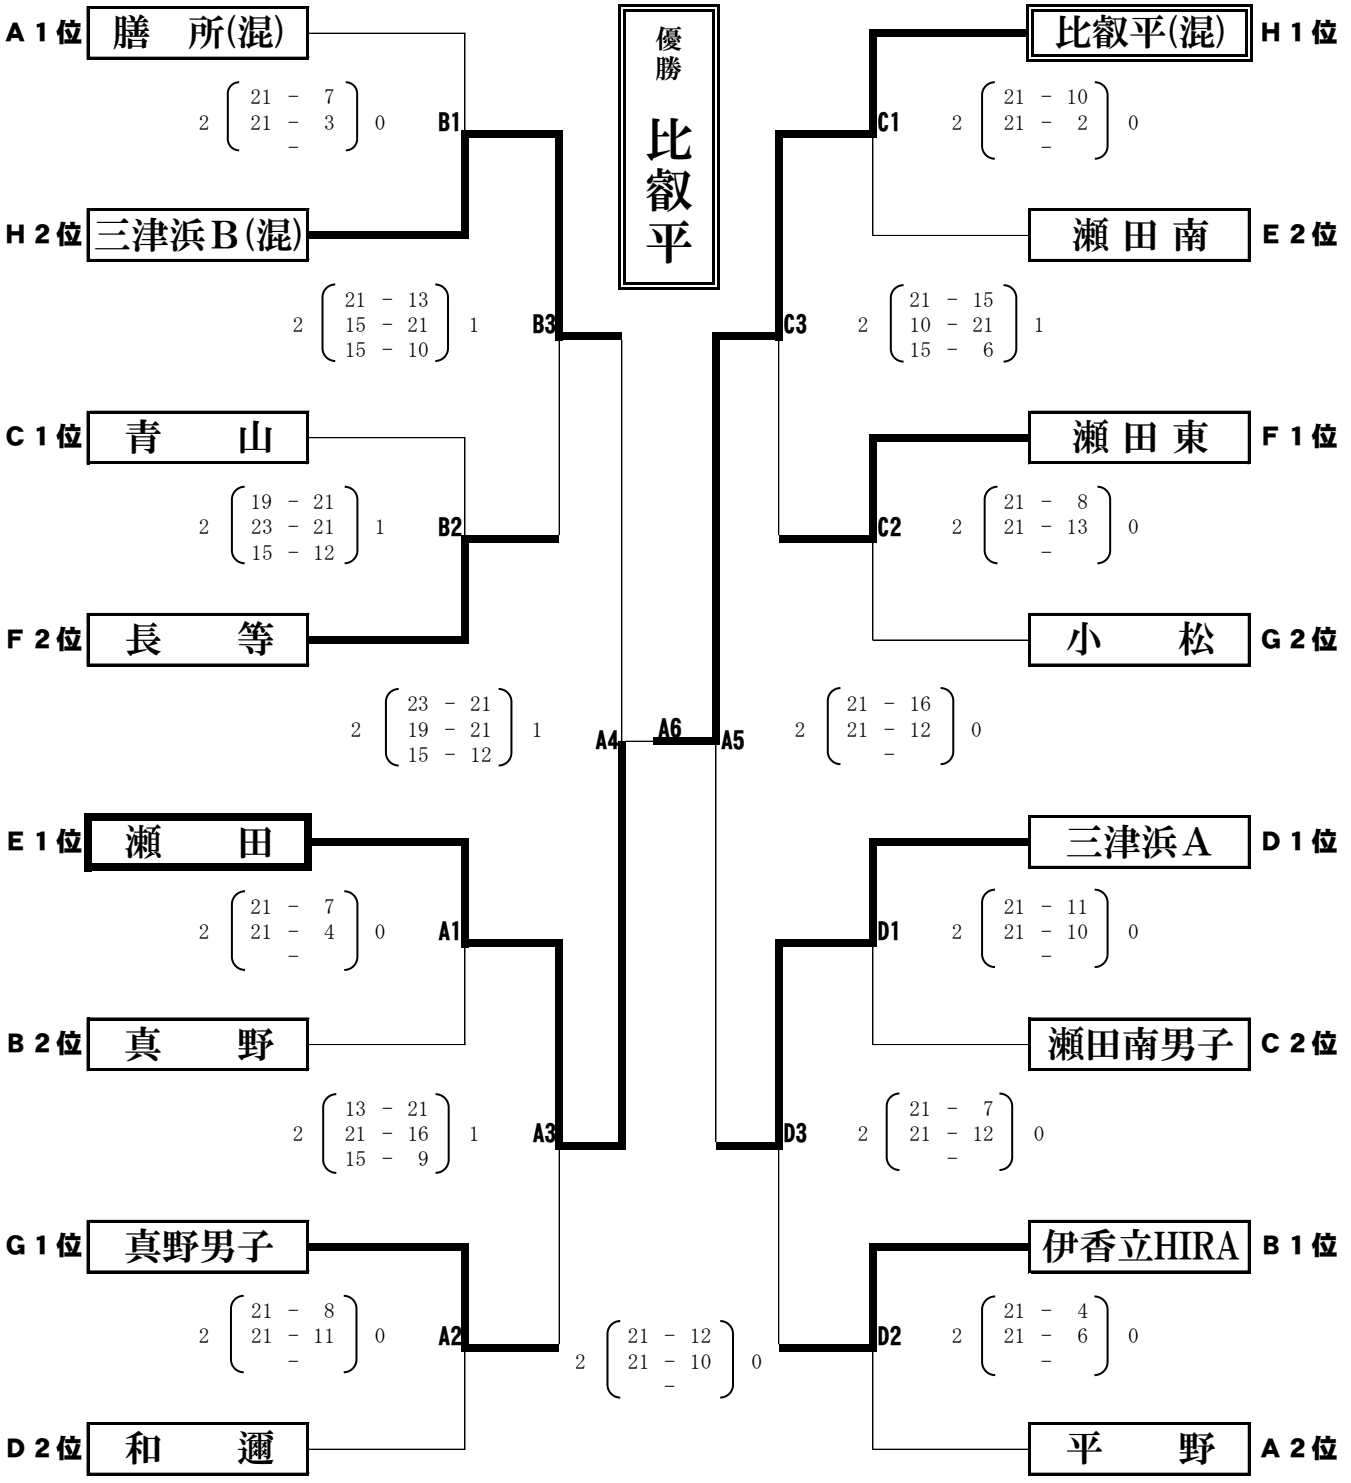 優勝
比叡平
A1位 膳 所(混)
2 21 - 7 0
21 - 3
-
B1
H2位 三津浜B(混)
2 21 - 13 1
15 - 21
15 - 10
B3
C1位 青 山
2 19 - 21 1
23 - 21
15 - 12
B2
F2位 長 等
2 23 - 21 1
19 - 21
15 - 12
A4
E1位 瀬 田
2 21 - 7 0
21 - 4
-
A1
B2位 真 野
2 13 - 21 1
21 - 16
15 - 9
A3
G1位 真野男子
2 21 - 8 0
21 - 11
-
A2
D2位 和 邇
A6
2 21 - 12 0
21 - 10
-
比叡平(混) H1位
C1
2 21 - 10 0
21 - 2
-
瀬田南 E2位
C3
2 21 - 15 1
10 - 21
15 - 6
瀬田東 F1位
C2
2 21 - 8 0
21 - 13
-
小 松 G2位
A5
2 21 - 16 0
21 - 12
-
三津浜A D1位
D1
2 21 - 11 0
21 - 10
-
瀬田南男子 C2位
D3
2 21 - 7 0
21 - 12
-
伊香立HIRA B1位
D2
2 21 - 4 0
21 - 6
-
平 野 A2位